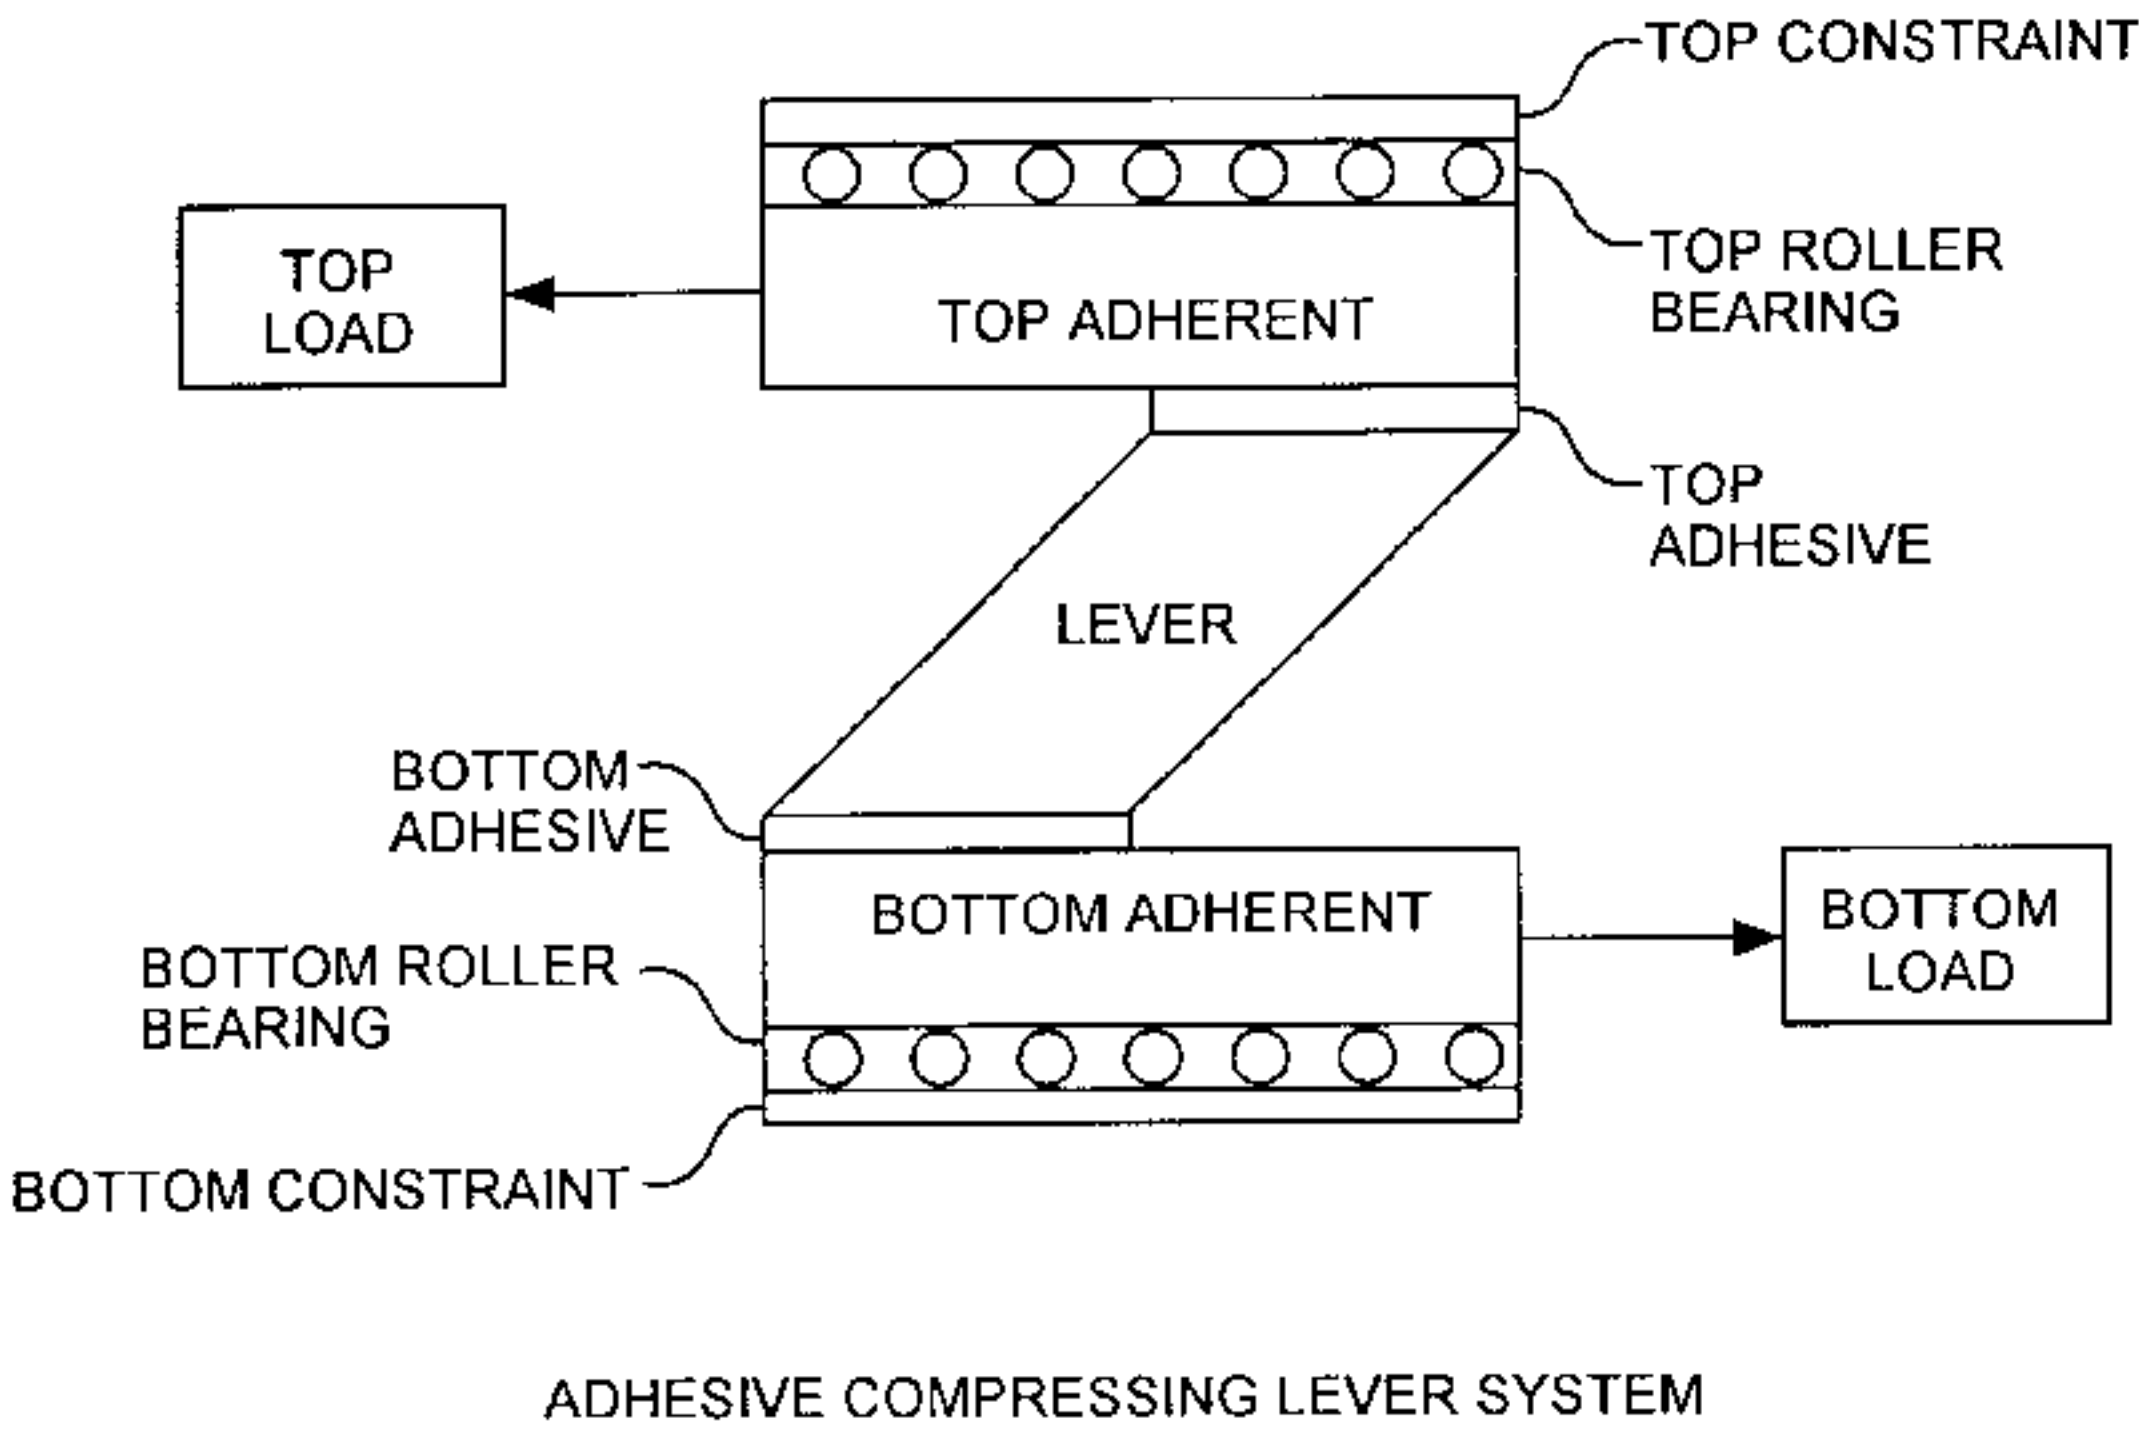 TOP CONSTRAINT
TOP
LOAD
TOP ROLLER
BEARING
TOP ADHERENT
TOP
ADHESIVE
LEVER
BOTTOM
ADHESIVE
BOTTOM ADHERENT
BOTTOM
LOAD
BOTTOM ROLLER
BEARING
BOTTOM CONSTRAINT
ADHESIVE COMPRESSING LEVER SYSTEM